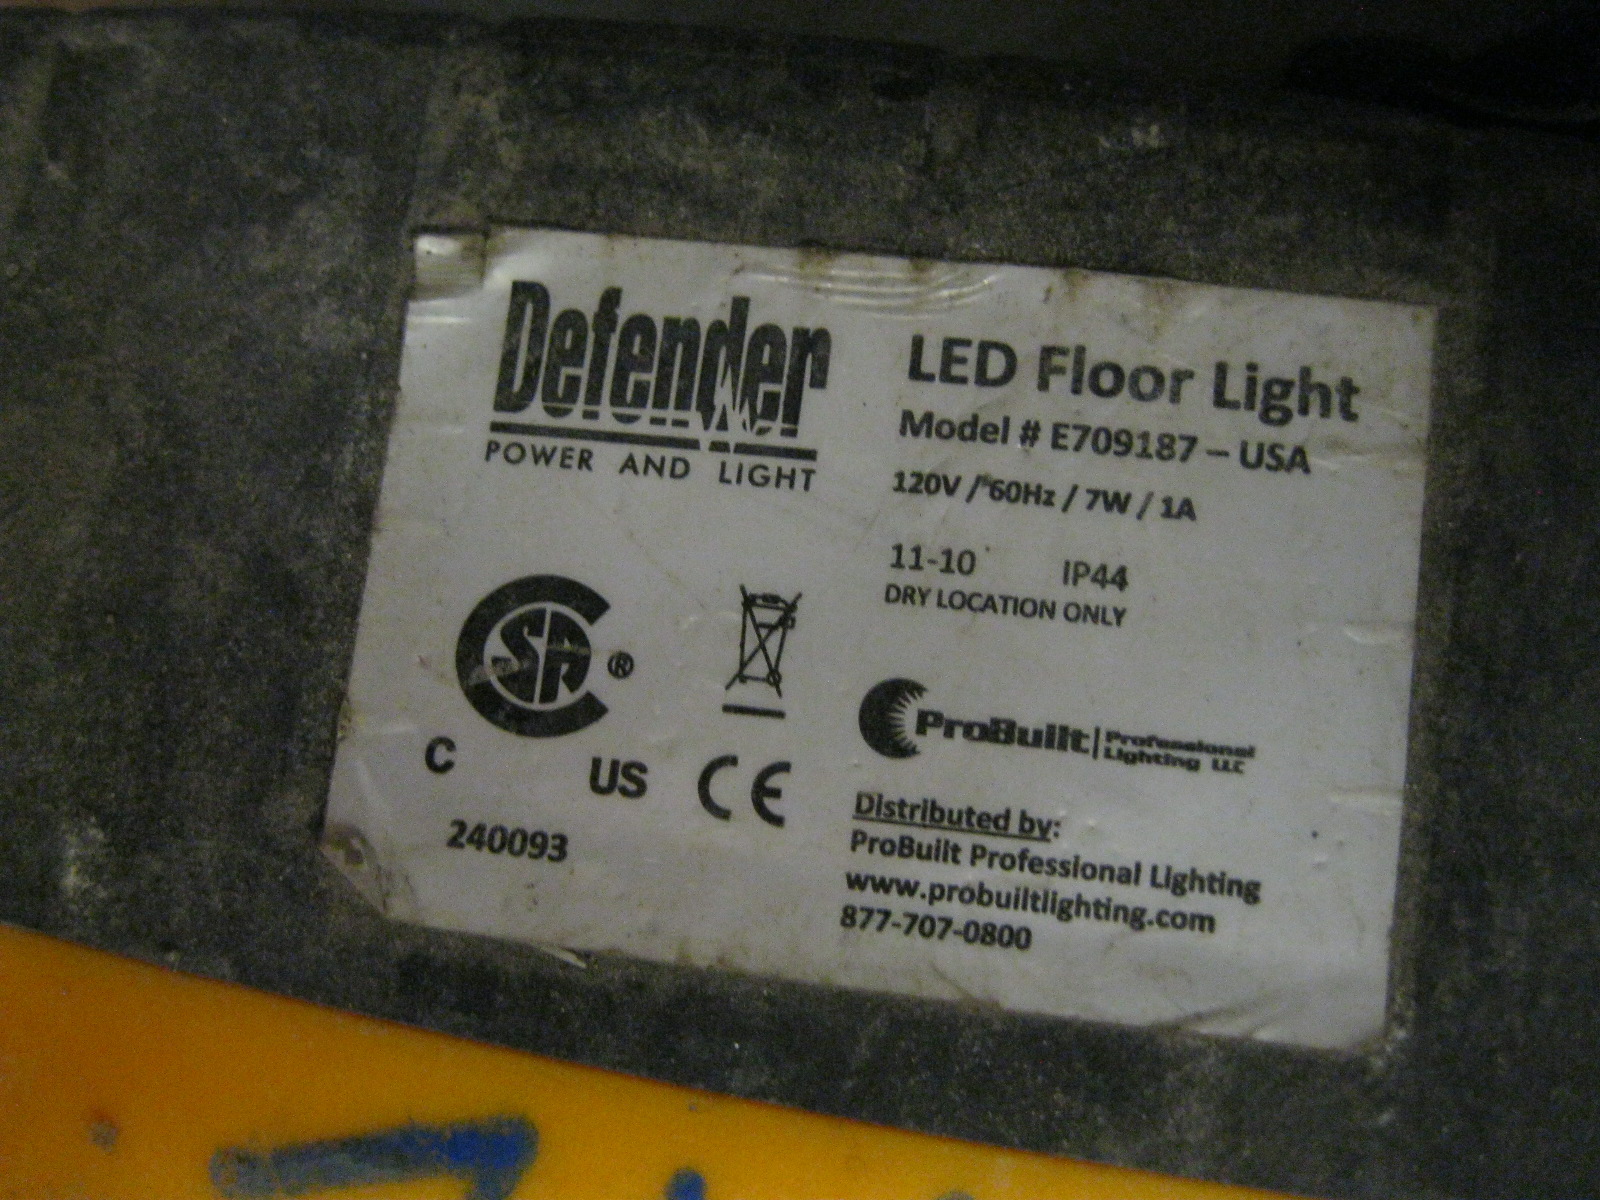 Defender
POWER AND LIGHT
LED Floor Light
Model # E709187 – USA
120V / 60Hz / 7W / 1A
11-10 IP44
DRY LOCATION ONLY
CSA ®
C US
CE
240093
ProBuilt | Professional Lighting LLC
Distributed by:
ProBuilt Professional Lighting
www.probuiltlighting.com
877-707-0800